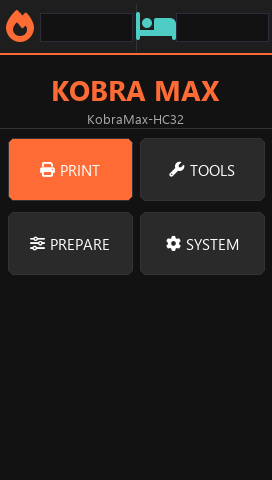 KOBRA MAX
KobraMax-HC32
PRINT
TOOLS
PREPARE
SYSTEM